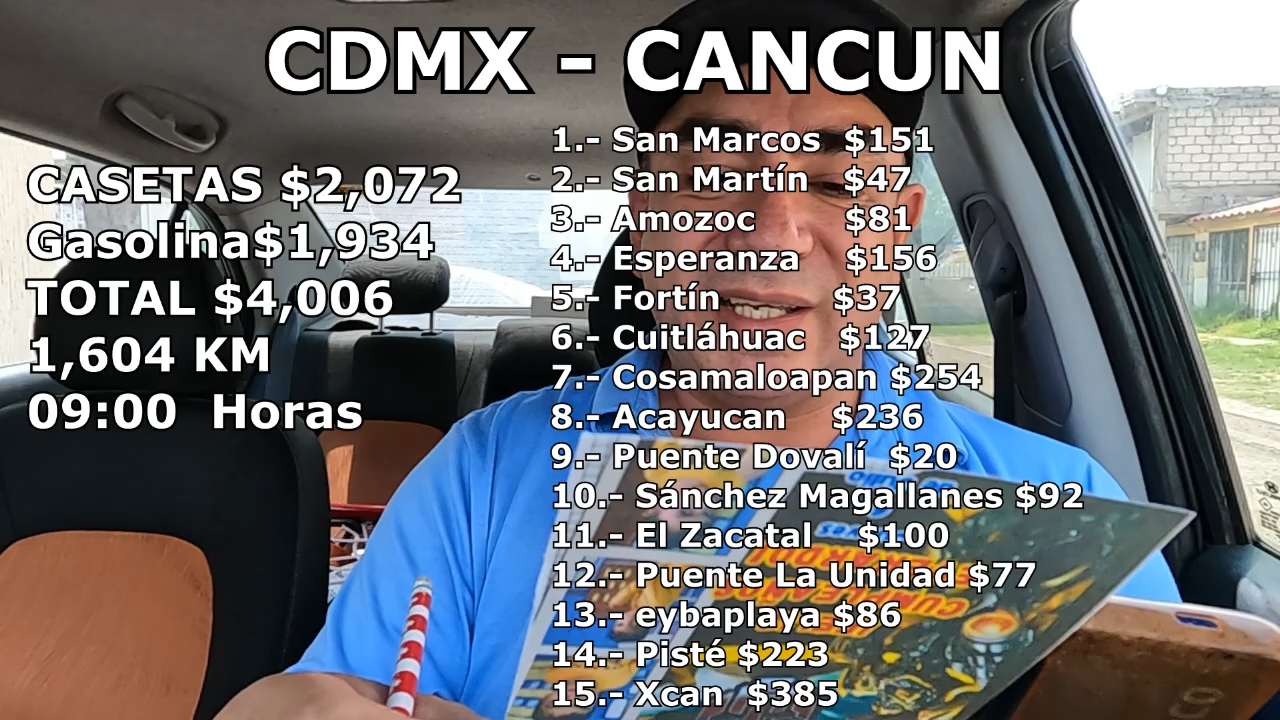 CDMX - CANCUN
CASETAS $2,072
Gasolina$1,934
TOTAL $4,006
1,604 KM
09:00 Horas
1.- San Marcos $151
2.- San Martín $47
3.- Amozoc $81
4.- Esperanza $156
5.- Fortín $37
6.- Cuitláhuac $127
7.- Cosamaloapan $254
8.- Acayucan $236
9.- Puente Dovalí $20
10.- Sánchez Magallanes $92
11.- El Zacatal $100
12.- Puente La Unidad $77
13.- eybaplaya $86
14.- Pisté $223
15.- Xcan $385
CUMPLEAÑOS